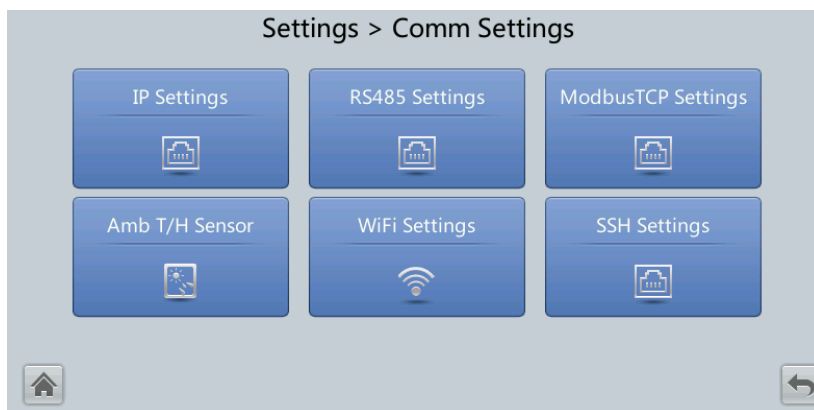 Settings > Comm Settings
IP Settings
RS485 Settings
ModbusTCP Settings
Amb T/H Sensor
WiFi Settings
SSH Settings